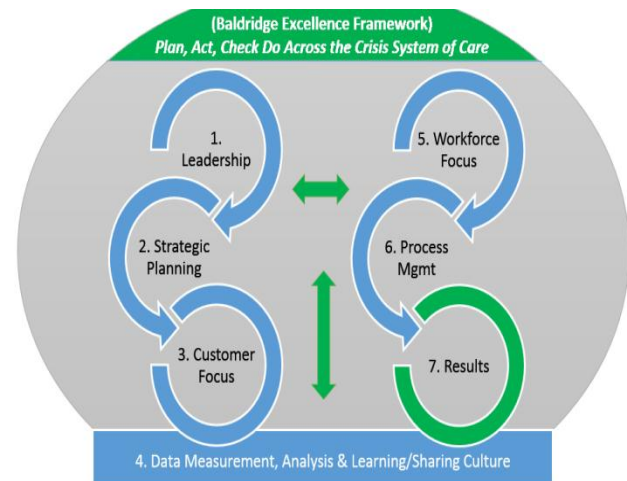 (Baldridge Excellence Framework)
Plan, Act, Check Do Across the Crisis System of Care
1.
Leadership
2. Strategic
Planning
3. Customer
Focus
5. Workforce
Focus
6. Process
Mgmt
7. Results
4. Data Measurement, Analysis & Learning/Sharing Culture